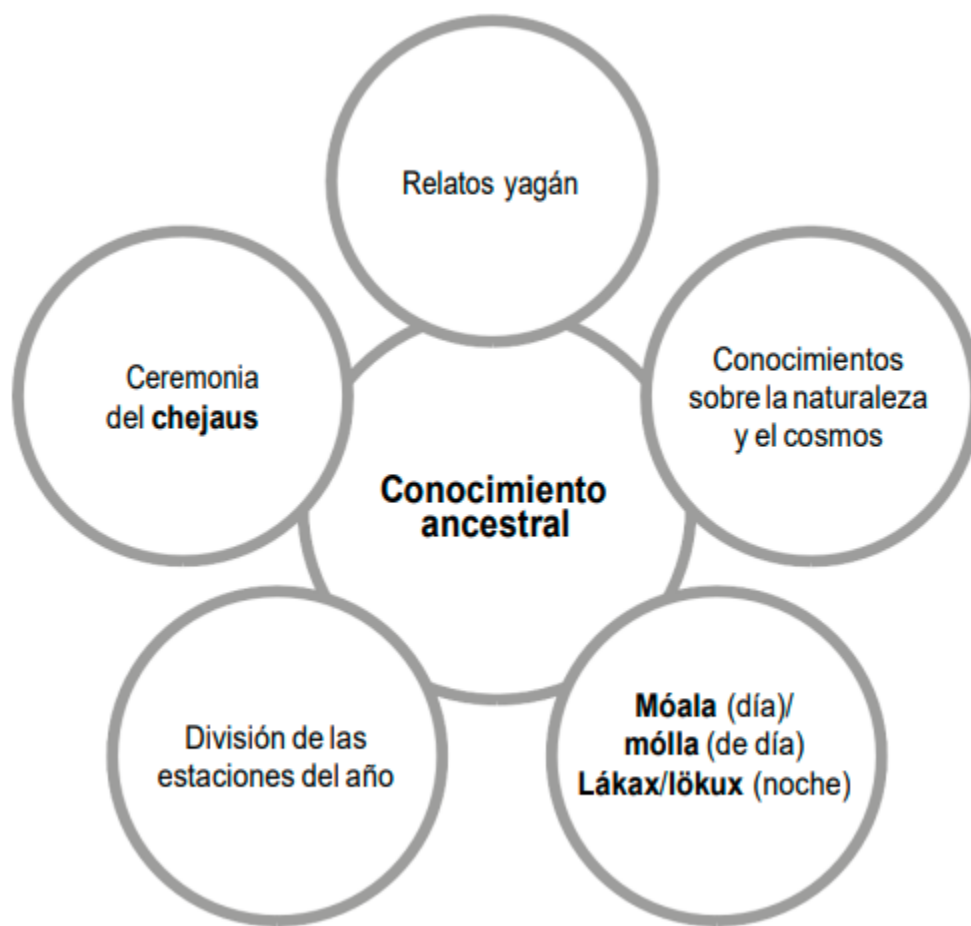 Relatos yagán
Conocimientos
sobre la naturaleza
y el cosmos
Ceremonia
del chejaus
Conocimiento
ancestral
División de las
estaciones del año
Móala (día)/
mólla (de día)
Lákax/lökux (noche)